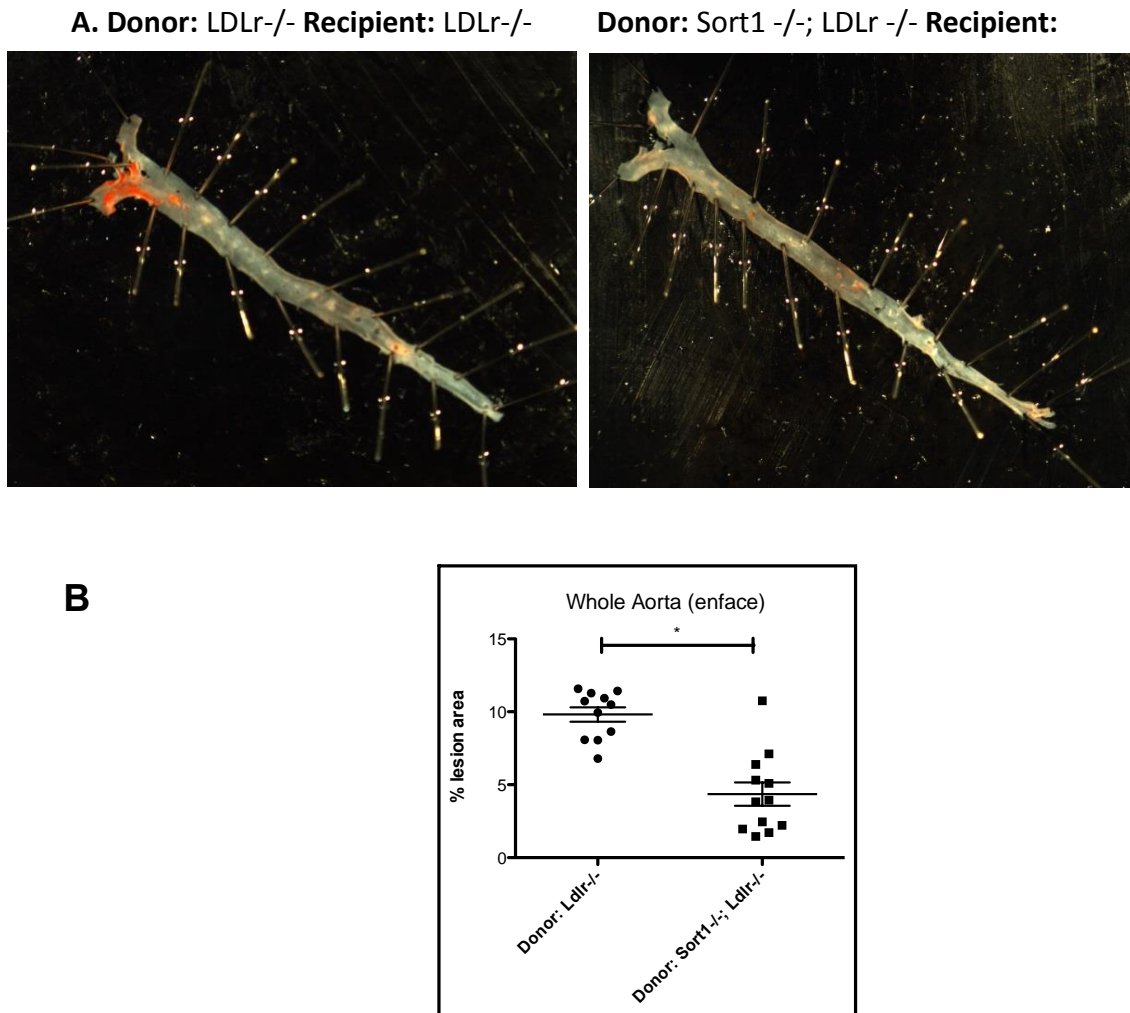 A. Donor: LDLr-/- Recipient: LDLr-/-
Donor: Sort1 -/-; LDLr -/- Recipient:
B
Whole Aorta (enface)
*
15
10
5
0
% lesion area
Donor: Ldlr-/-
Donor: Sort1-/-; Ldlr-/-